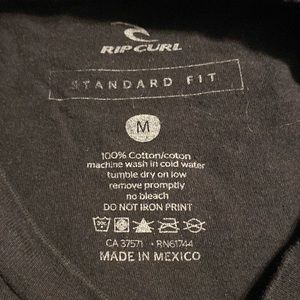 RIP CURL
STANDARD FIT
M
100% Cotton/coton
machine wash in cold water
tumble dry on low
remove promptly
no bleach
DO NOT IRON PRINT
CA 37571 • RN61744
MADE IN MEXICO